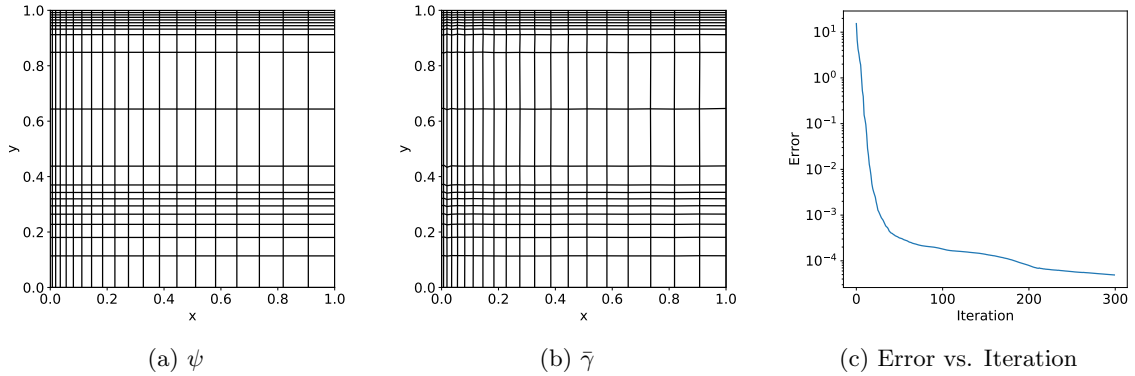 1.0
0.8
0.6
0.4
0.2
0.0
y
0.0 0.2 0.4 0.6 0.8 1.0
x
(a) ψ
1.0
0.8
0.6
0.4
0.2
0.0
y
0.0 0.2 0.4 0.6 0.8 1.0
x
(b) γ̄
10¹
10⁰
10⁻¹
10⁻²
10⁻³
10⁻⁴
Error
0 100 200 300
Iteration
(c) Error vs. Iteration